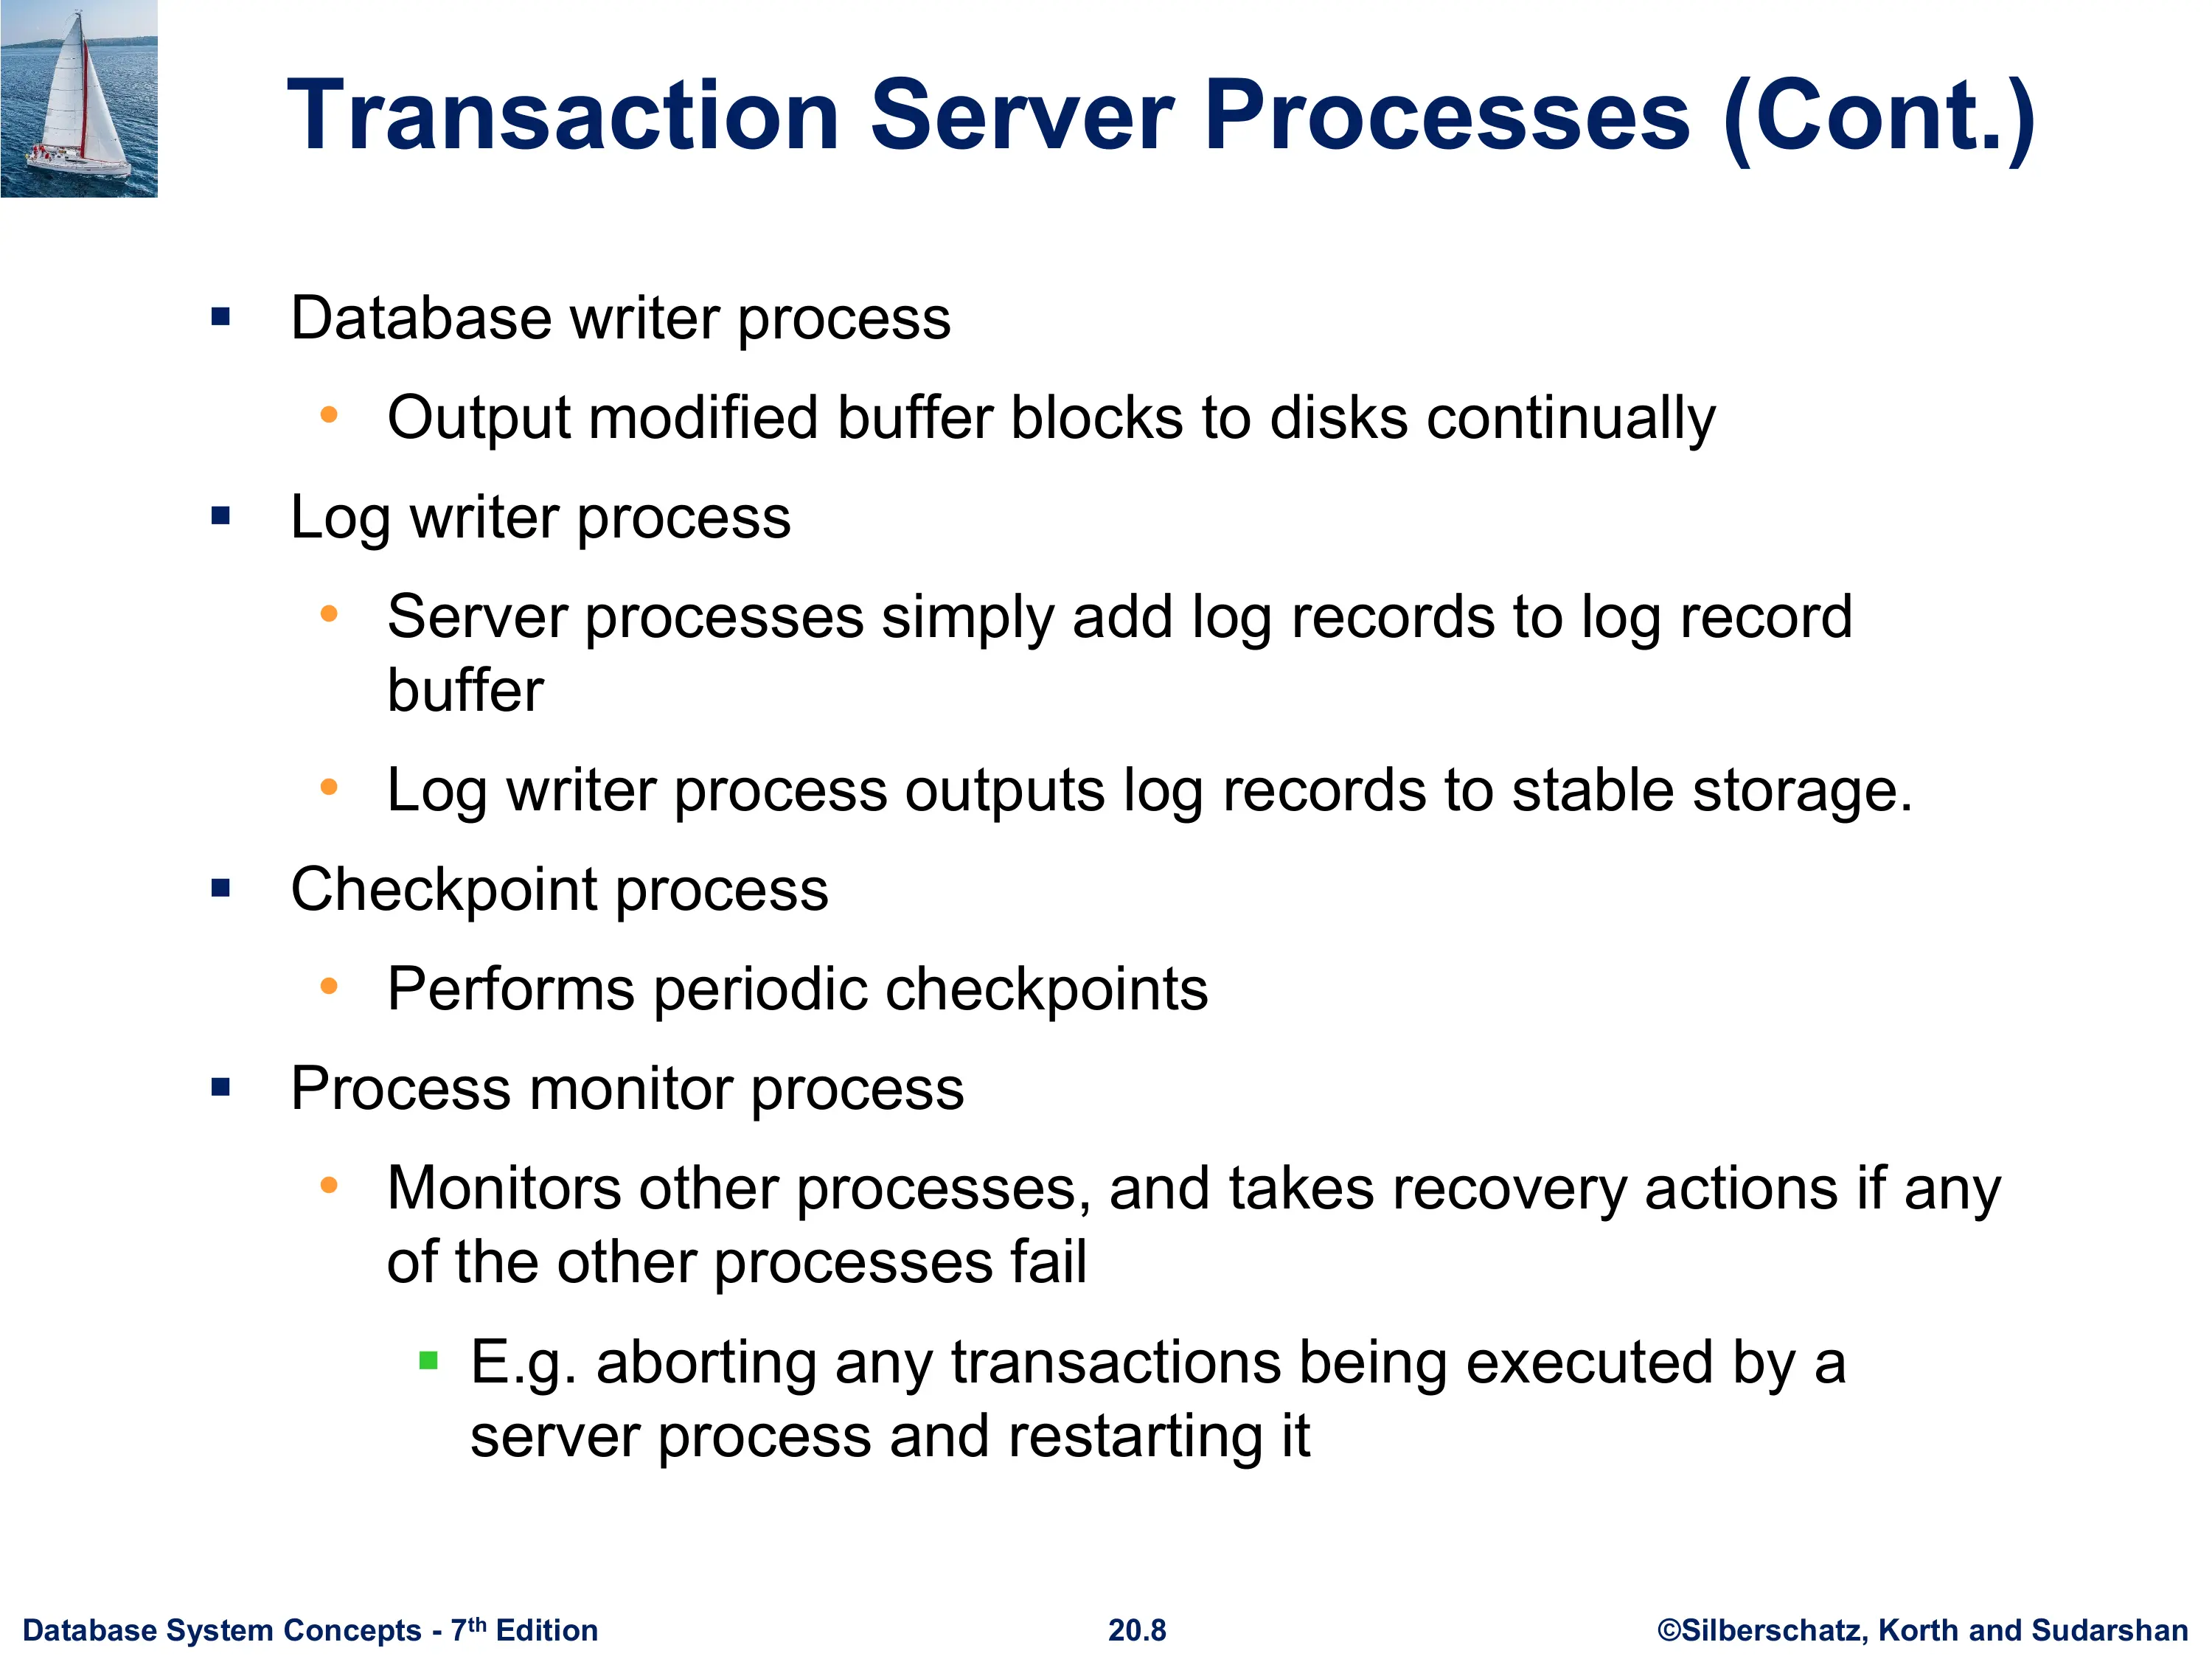 Transaction Server Processes (Cont.)
Database writer process
Output modified buffer blocks to disks continually
Log writer process
Server processes simply add log records to log record
buffer
Log writer process outputs log records to stable storage.
Checkpoint process
Performs periodic checkpoints
Process monitor process
Monitors other processes, and takes recovery actions if any
of the other processes fail
E.g. aborting any transactions being executed by a
server process and restarting it
Database System Concepts - 7th Edition
20.8
©Silberschatz, Korth and Sudarshan